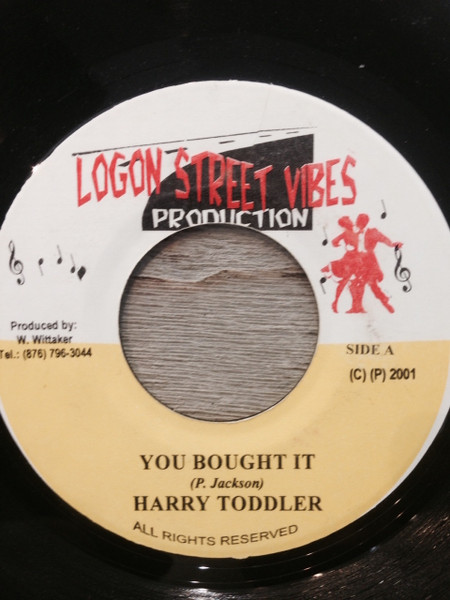 LOGON STREET VIBES
PRODUCTION
Produced by:
W. Wittaker
Tel.: (876) 796-3044
SIDE A
(C) (P) 2001
YOU BOUGHT IT
(P. Jackson)
HARRY TODDLER
ALL RIGHTS RESERVED